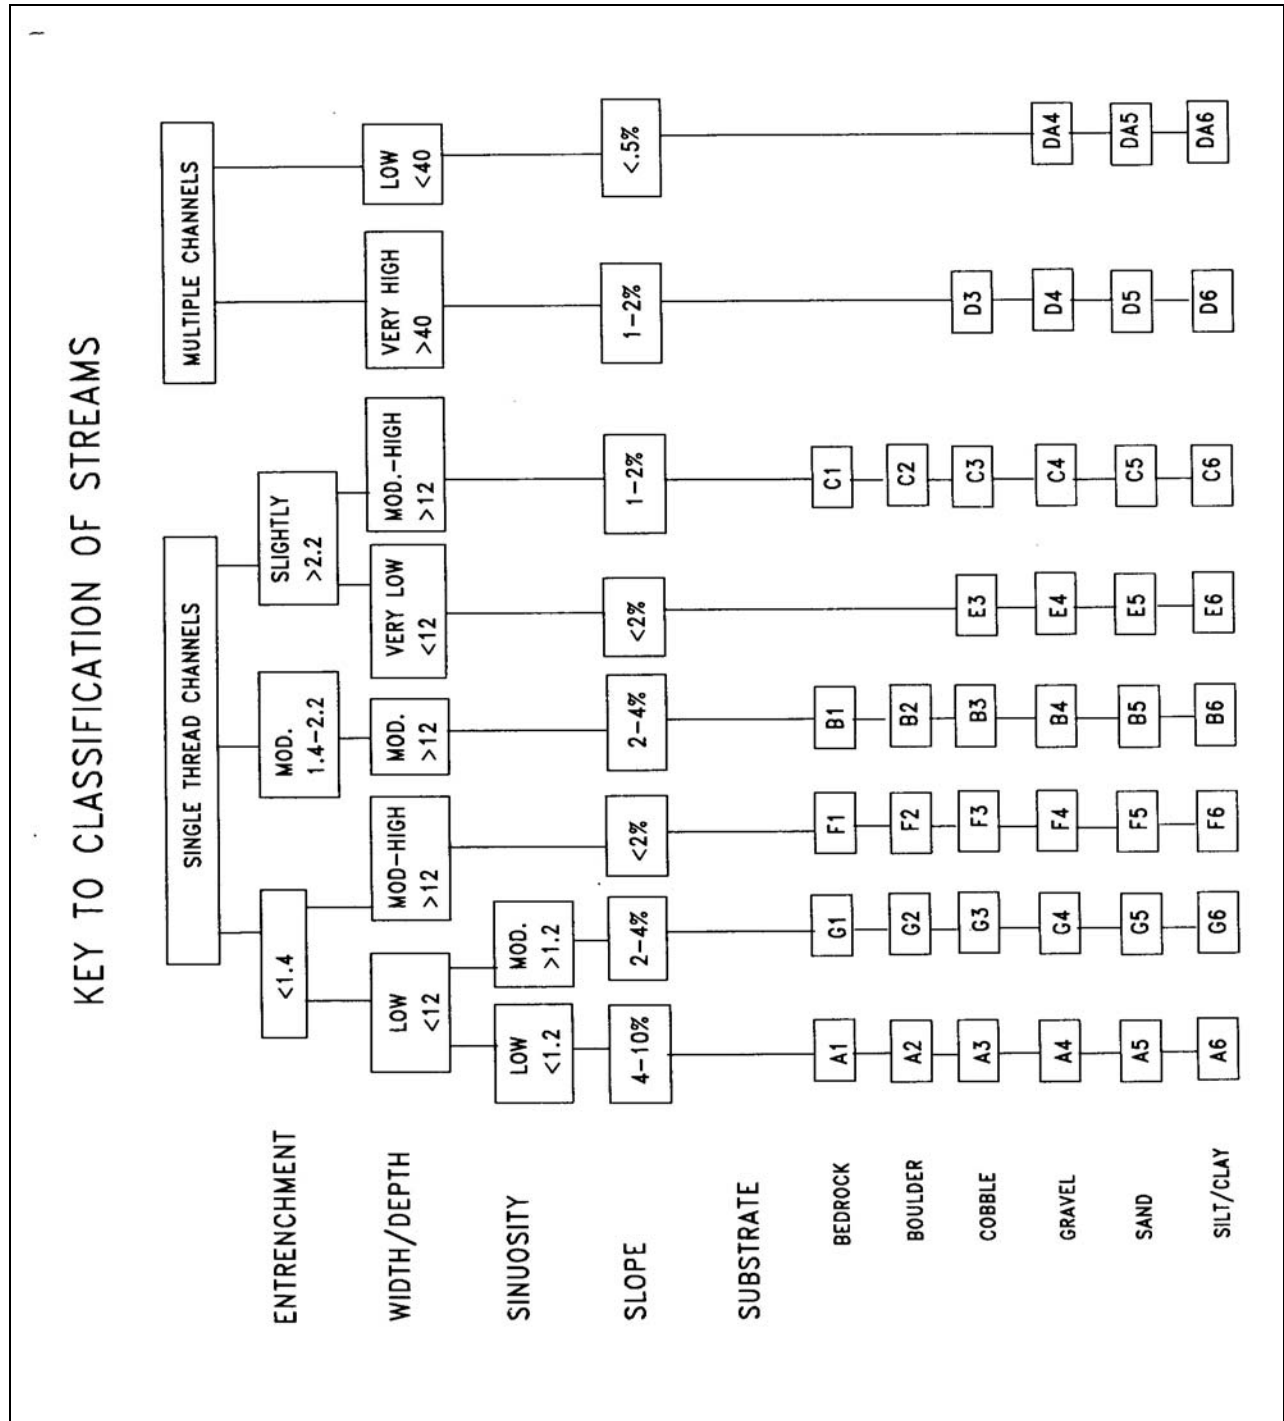 KEY TO CLASSIFICATION OF STREAMS
SINGLE THREAD CHANNELS
MULTIPLE CHANNELS
ENTRENCHMENT
<1.4
MOD.
1.4-2.2
SLIGHTLY
>2.2
WIDTH/DEPTH
LOW
<12
MOD-HIGH
>12
MOD.
>12
VERY LOW
<12
MOD.-HIGH
>12
VERY HIGH
>40
LOW
<40
SINUOSITY
LOW
<1.2
MOD.
>1.2
SLOPE
4-10%
2-4%
<2%
2-4%
<2%
1-2%
1-2%
<.5%
SUBSTRATE
BEDROCK
A1
G1
F1
B1
C1
BOULDER
A2
G2
F2
B2
C2
COBBLE
A3
G3
F3
B3
E3
C3
D3
GRAVEL
A4
G4
F4
B4
E4
C4
D4
DA4
SAND
A5
G5
F5
B5
E5
C5
D5
DA5
SILT/CLAY
A6
G6
F6
B6
E6
C6
D6
DA6